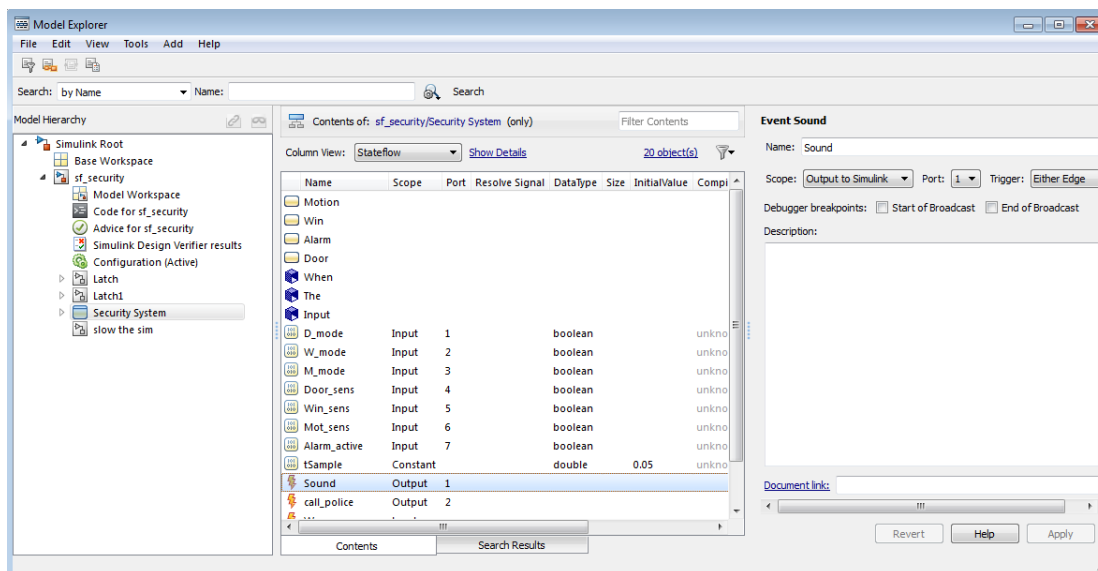 Model Explorer
File Edit View Tools Add Help
Search: by Name Name: Search
Model Hierarchy
Simulink Root
Base Workspace
sf_security
Model Workspace
Code for sf_security
Advice for sf_security
Simulink Design Verifier results
Configuration (Active)
Latch
Latch1
Security System
slow the sim
Contents of: sf_security/Security System (only) Filter Contents
Column View: Stateflow Show Details 20 object(s)
Name Scope Port Resolve Signal DataType Size InitialValue Compi
Motion
Win
Alarm
Door
When
The
Input
D_mode Input 1 boolean unkno
W_mode Input 2 boolean unkno
M_mode Input 3 boolean unkno
Door_sens Input 4 boolean unkno
Win_sens Input 5 boolean unkno
Mot_sens Input 6 boolean unkno
Alarm_active Input 7 boolean unkno
tSample Constant double 0.05 unkno
Sound Output 1
call_police Output 2
Contents Search Results
Event Sound
Name: Sound
Scope: Output to Simulink Port: 1 Trigger: Either Edge
Debugger breakpoints: Start of Broadcast End of Broadcast
Description:
Document link:
Revert Help Apply